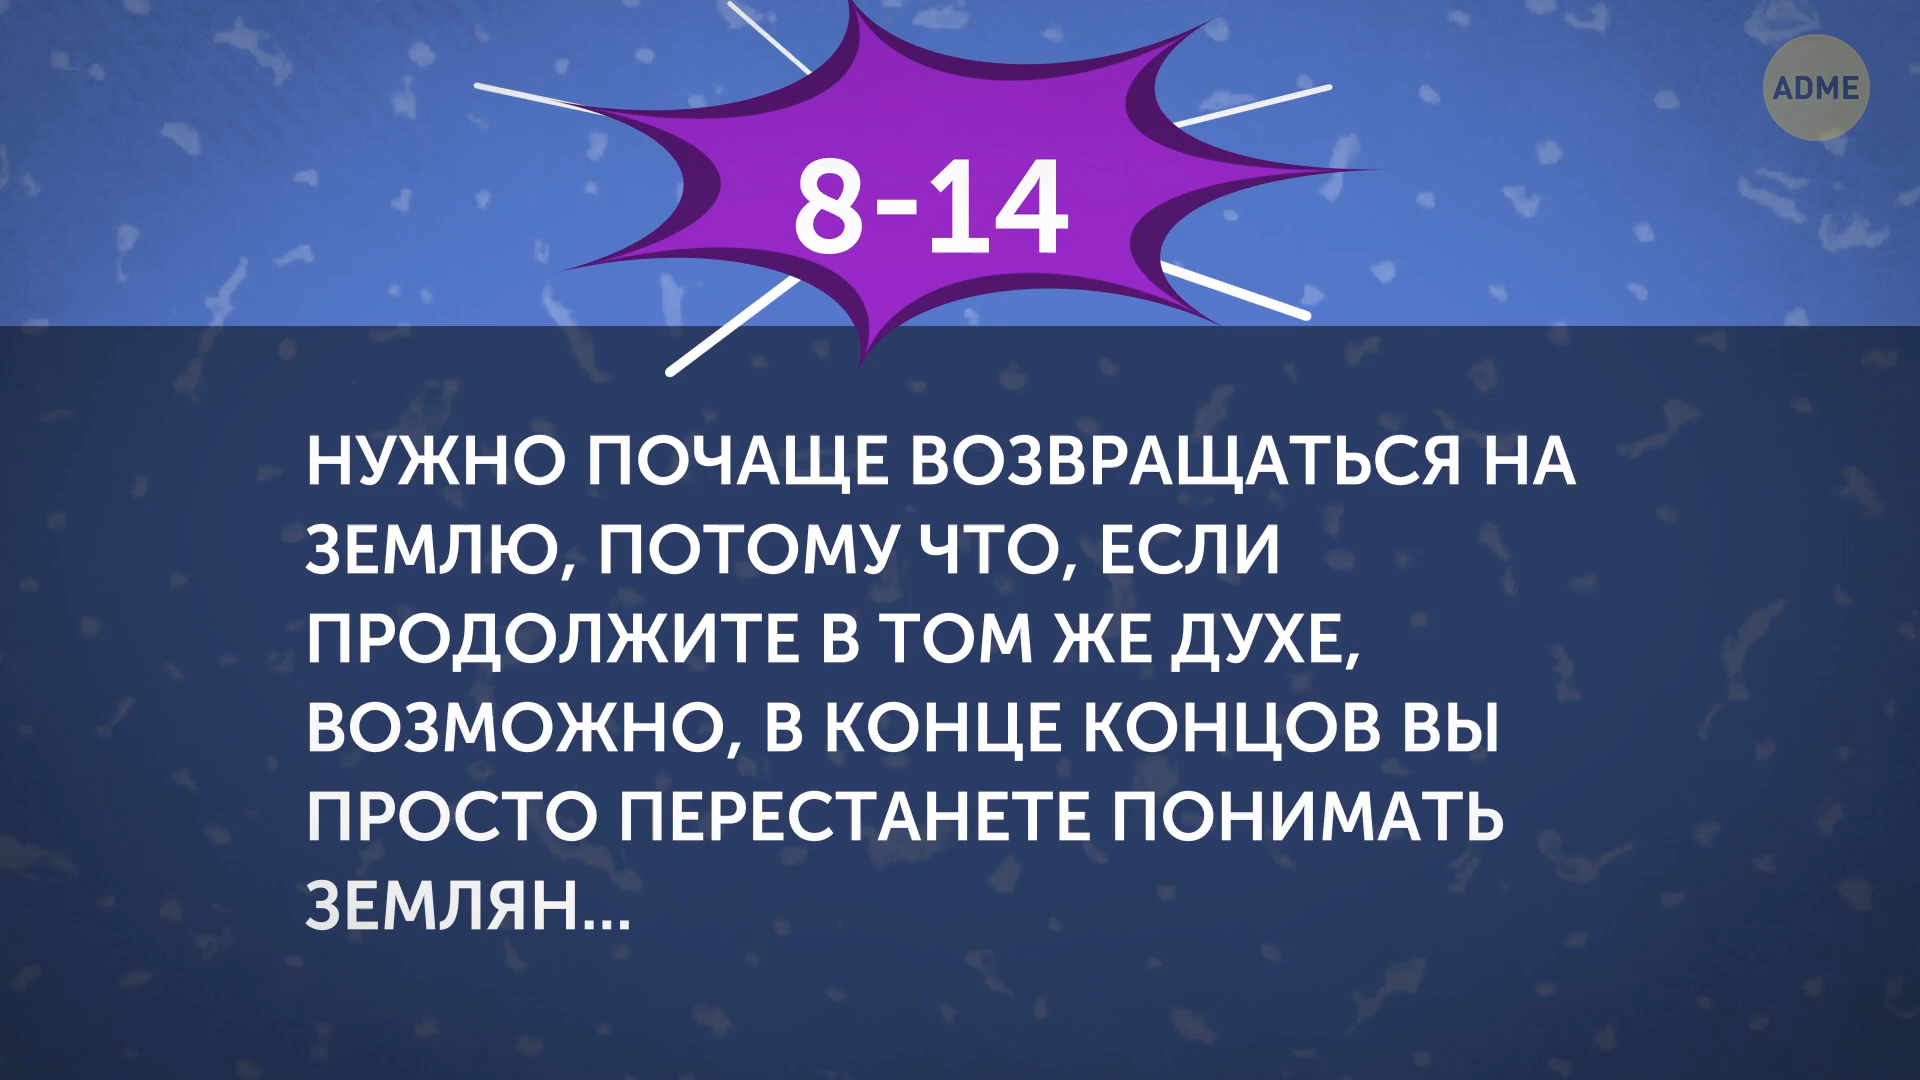 ADME
8-14
НУЖНО ПОЧАЩЕ ВОЗВРАЩАТЬСЯ НА
ЗЕМЛЮ, ПОТОМУ ЧТО, ЕСЛИ
ПРОДОЛЖИТЕ В ТОМ ЖЕ ДУХЕ,
ВОЗМОЖНО, В КОНЦЕ КОНЦОВ ВЫ
ПРОСТО ПЕРЕСТАНЕТЕ ПОНИМАТЬ
ЗЕМЛЯН...